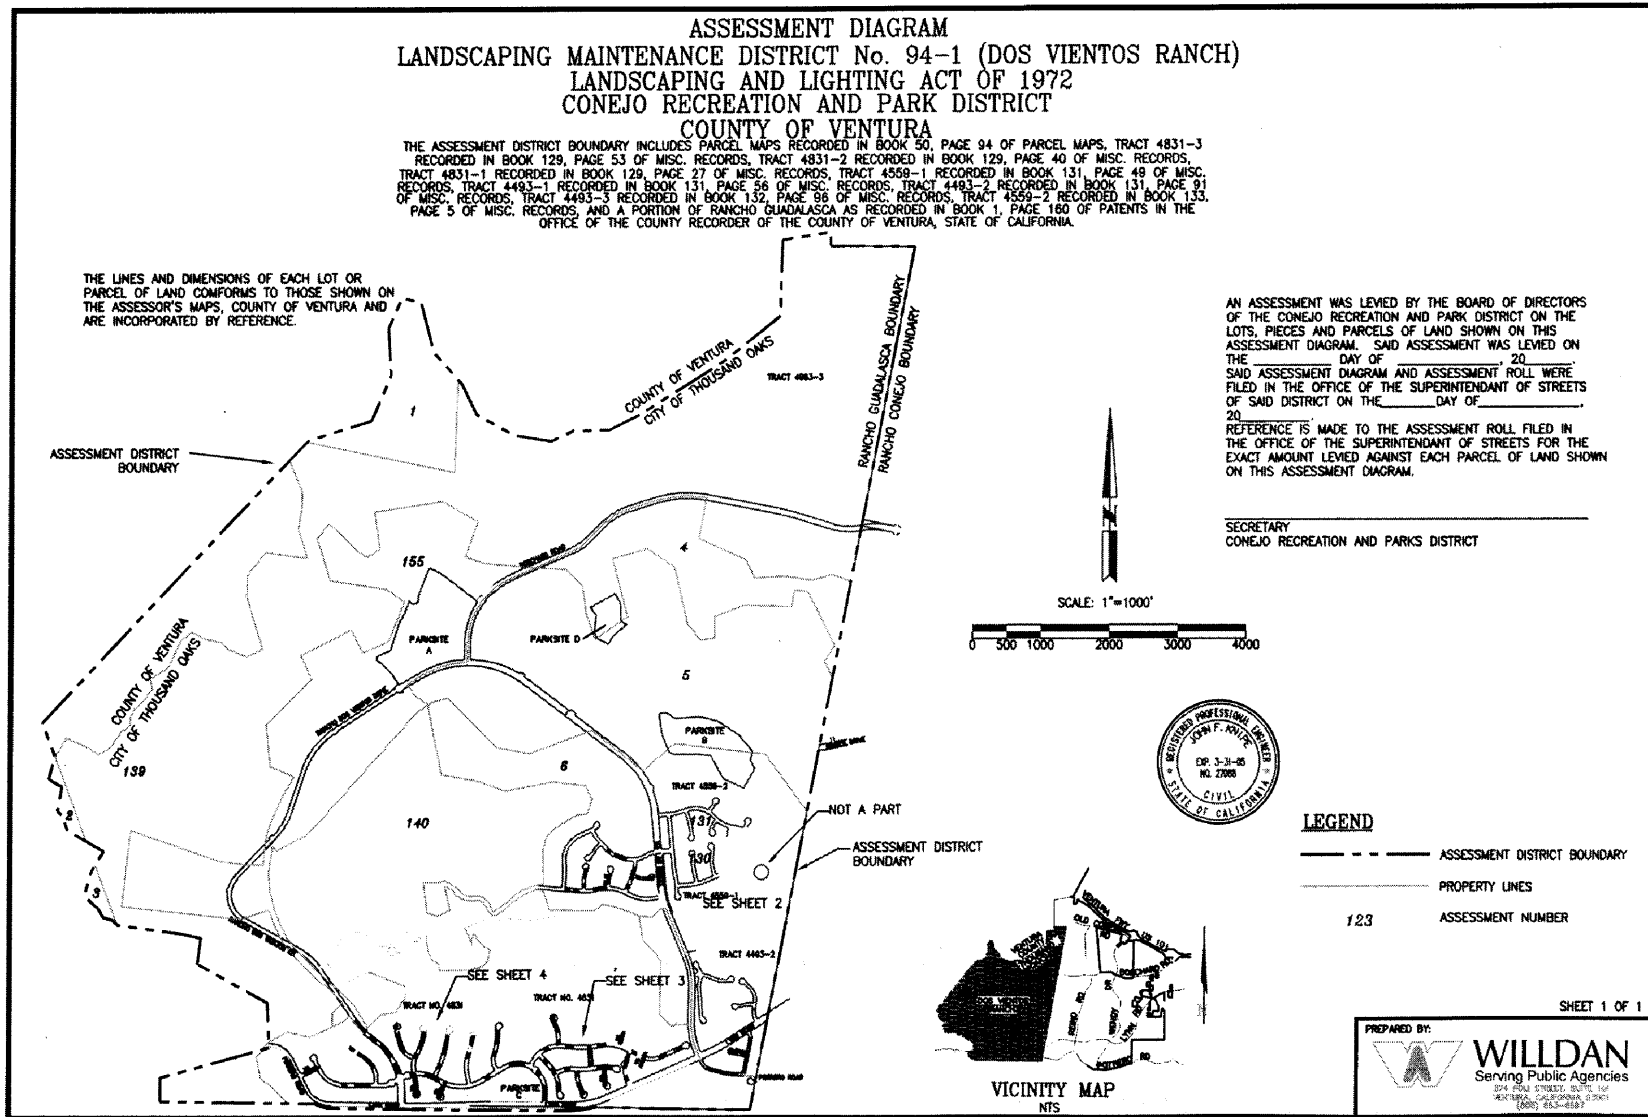 ASSESSMENT DIAGRAM
LANDSCAPING MAINTENANCE DISTRICT No. 94-1 (DOS VIENTOS RANCH)
LANDSCAPING AND LIGHTING ACT OF 1972
CONEJO RECREATION AND PARK DISTRICT
COUNTY OF VENTURA
THE ASSESSMENT DISTRICT BOUNDARY INCLUDES PARCEL MAPS RECORDED IN BOOK 50, PAGE 94 OF PARCEL MAPS, TRACT 4831-3
RECORDED IN BOOK 129, PAGE 53 OF MISC. RECORDS, TRACT 4831-2 RECORDED IN BOOK 129, PAGE 40 OF MISC. RECORDS,
TRACT 4831-1 RECORDED IN BOOK 129, PAGE 27 OF MISC. RECORDS, TRACT 4559-1 RECORDED IN BOOK 131, PAGE 49 OF MISC.
RECORDS, TRACT 4493-1 RECORDED IN BOOK 131, PAGE 56 OF MISC. RECORDS, TRACT 4493-2 RECORDED IN BOOK 131, PAGE 91
OF MISC. RECORDS, TRACT 4493-3 RECORDED IN BOOK 132, PAGE 96 OF MISC. RECORDS, TRACT 4559-2 RECORDED IN BOOK 133,
PAGE 5 OF MISC. RECORDS, AND A PORTION OF RANCHO GUADALASCA AS RECORDED IN BOOK 1, PAGE 160 OF PATENTS IN THE
OFFICE OF THE COUNTY RECORDER OF THE COUNTY OF VENTURA, STATE OF CALIFORNIA.
THE LINES AND DIMENSIONS OF EACH LOT OR
PARCEL OF LAND COMFORMS TO THOSE SHOWN ON
THE ASSESSOR'S MAPS, COUNTY OF VENTURA AND
ARE INCORPORATED BY REFERENCE.
AN ASSESSMENT WAS LEVIED BY THE BOARD OF DIRECTORS
OF THE CONEJO RECREATION AND PARK DISTRICT ON THE
LOTS, PIECES AND PARCELS OF LAND SHOWN ON THIS
ASSESSMENT DIAGRAM. SAID ASSESSMENT WAS LEVIED ON
THE ________ DAY OF ________, 20____.
SAID ASSESSMENT DIAGRAM AND ASSESSMENT ROLL WERE
FILED IN THE OFFICE OF THE SUPERINTENDANT OF STREETS
OF SAID DISTRICT ON THE ______ DAY OF ________,
20______.
REFERENCE IS MADE TO THE ASSESSMENT ROLL FILED IN
THE OFFICE OF THE SUPERINTENDANT OF STREETS FOR THE
EXACT AMOUNT LEVIED AGAINST EACH PARCEL OF LAND SHOWN
ON THIS ASSESSMENT DIAGRAM.
SECRETARY
CONEJO RECREATION AND PARKS DISTRICT
COUNTY OF VENTURA
CITY OF THOUSAND OAKS
RANCHO GUADALASCA BOUNDARY
RANCHO CONEJO BOUNDARY
1
ASSESSMENT DISTRICT
BOUNDARY
4
155
PARKSITE
A
PARKSITE D
SCALE: 1"=1000'
0 500 1000 2000 3000 4000
COUNTY OF VENTURA
CITY OF THOUSAND OAKS
5
PARKSITE
B
139
6
2
140
131
130
3
NOT A PART
ASSESSMENT DISTRICT
BOUNDARY
SEE SHEET 2
TRACT 4493-2
SEE SHEET 4
SEE SHEET 3
TRACT NO. 4831
TRACT NO. 4831
PARKSITE
REGISTERED PROFESSIONAL ENGINEER
JOHN F. KNIPE
EXP. 3-31-05
NO. 27088
CIVIL
STATE OF CALIFORNIA
LEGEND
ASSESSMENT DISTRICT BOUNDARY
PROPERTY LINES
123 ASSESSMENT NUMBER
VICINITY MAP
NTS
SHEET 1 OF 1
PREPARED BY:
WILLDAN
Serving Public Agencies